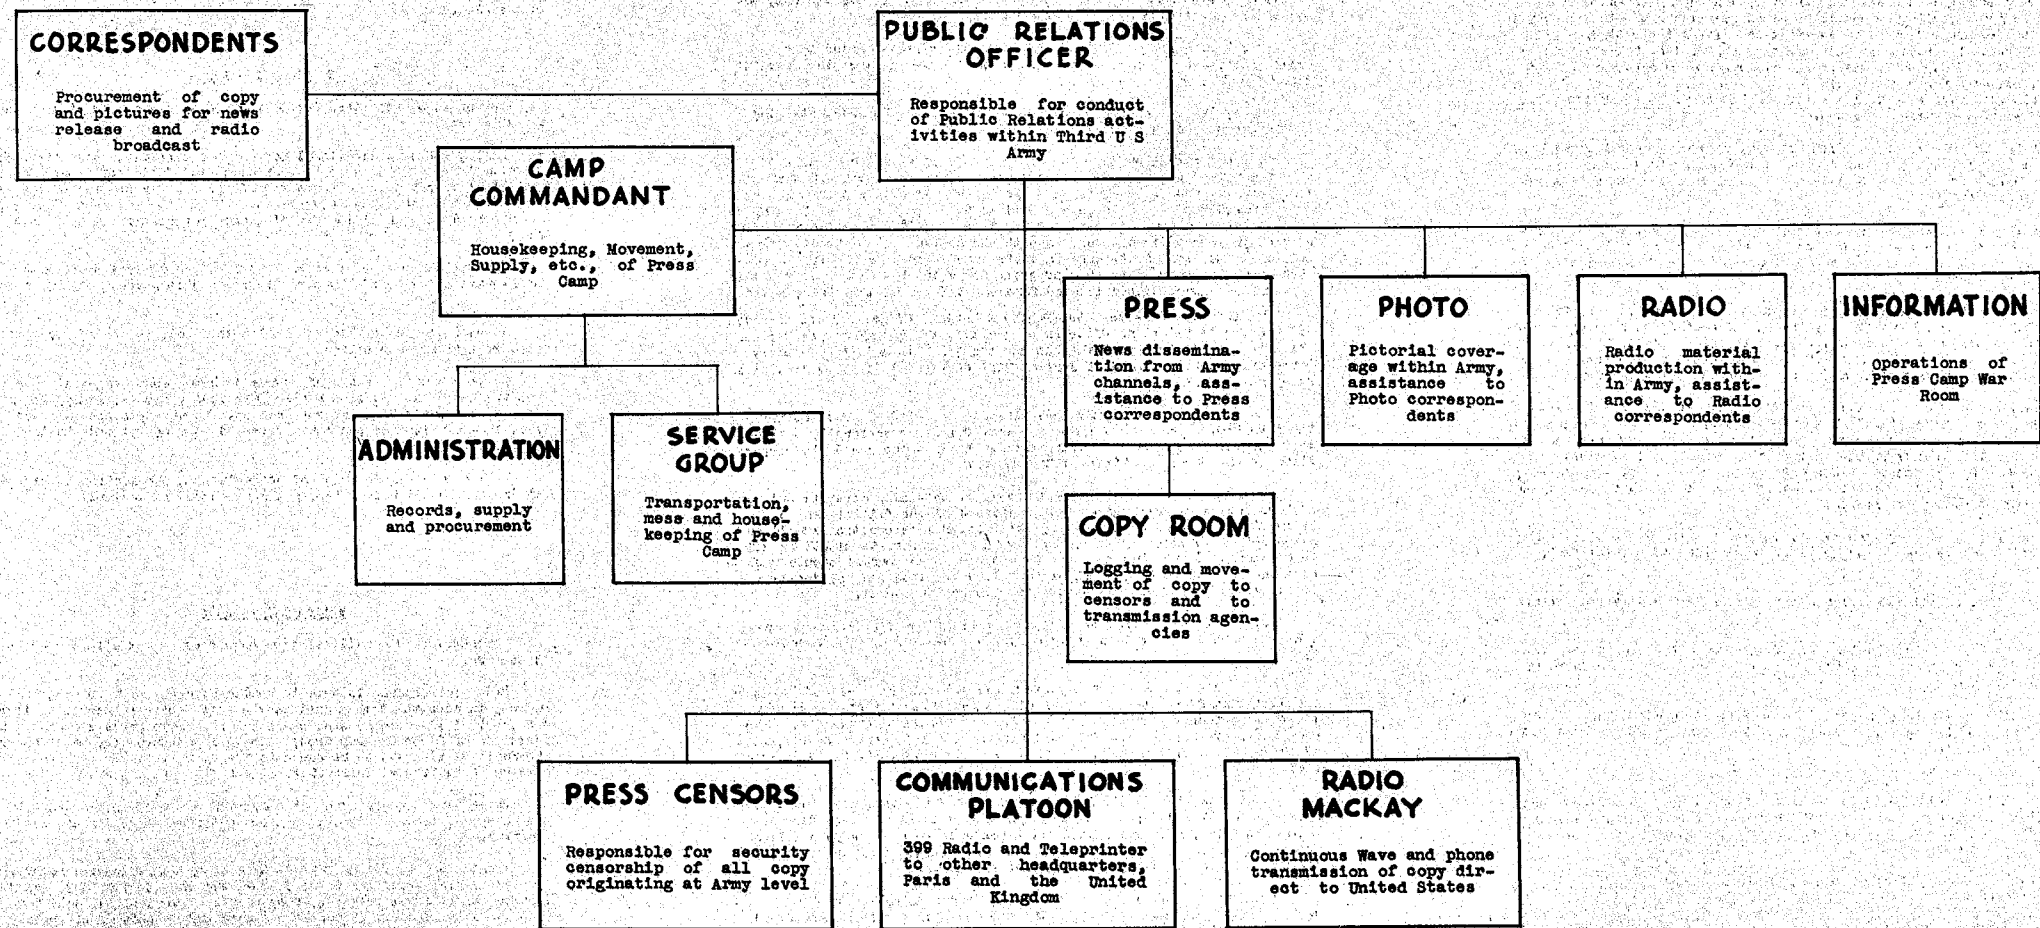 CORRESPONDENTS
Procurement of copy
and pictures for news
release and radio
broadcast
PUBLIC RELATIONS
OFFICER
Responsible for conduct
of Public Relations act-
ivities within Third U S
Army
CAMP
COMMANDANT
Housekeeping, Movement,
Supply, etc., of Press
Camp
PRESS
News dissemina-
tion from Army
channels, ass-
istance to Press
correspondents
PHOTO
Pictorial cover-
age within Army,
assistance to
Photo correspon-
dents
RADIO
Radio material
production with-
in Army, assist-
ance to Radio
correspondents
INFORMATION
Operations of
Press Camp War
Room
ADMINISTRATION
Records, supply
and procurement
SERVICE
GROUP
Transportation,
mess and house-
keeping of Press
Camp
COPY ROOM
Logging and move-
ment of copy to
censors and to
transmission agen-
cies
PRESS CENSORS
Responsible for security
censorship of all copy
originating at Army level
COMMUNICATIONS
PLATOON
399 Radio and Teleprinter
to other headquarters,
Paris and the United
Kingdom
RADIO
MACKAY
Continuous Wave and phone
transmission of copy dir-
ect to United States